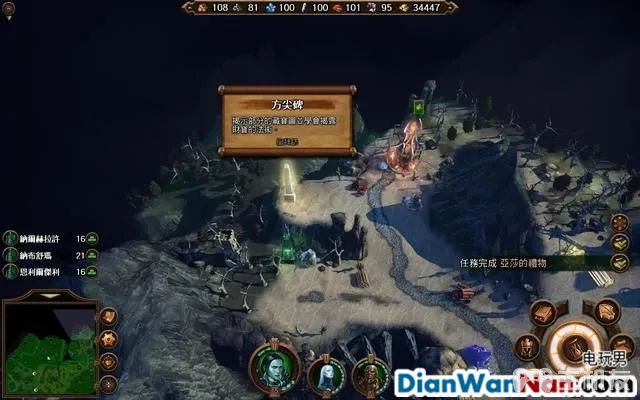 108 81 100 100 101 95 34447
方尖碑
揭示部分的藏寶圖並學會揭露
財寶的法術。
納爾赫拉許 16
納布舒瑪 21
恩利爾傑利 16
任務完成 亞莎的禮物
电玩男
DianWanNan.com